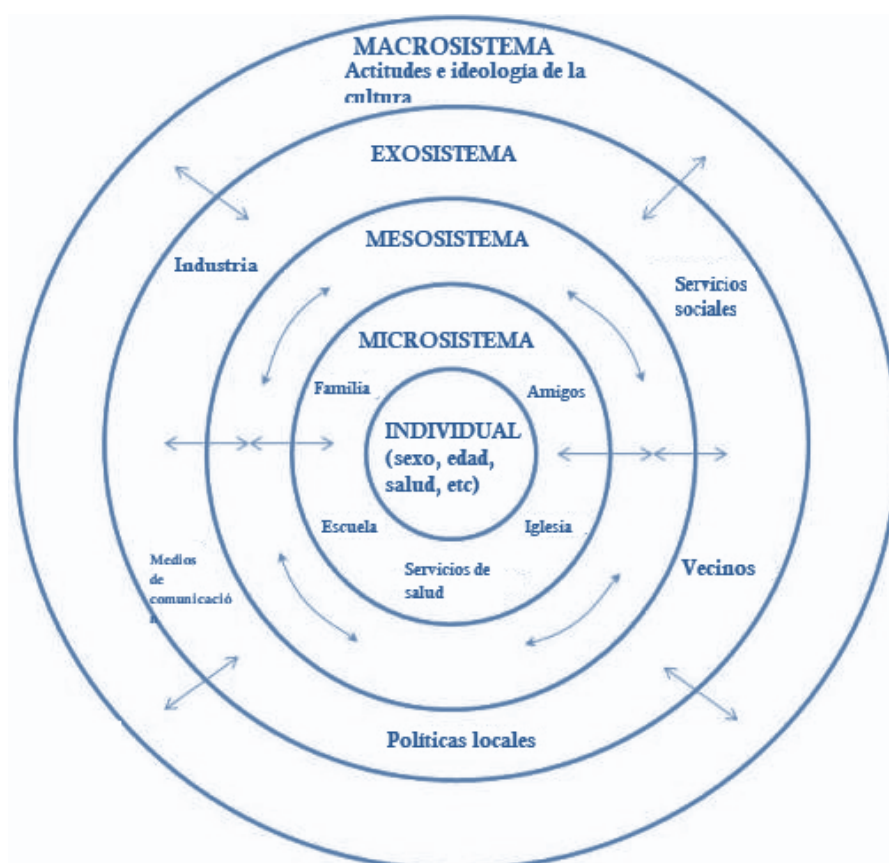 MACROSISTEMA
Actitudes e ideología de la
cultura
EXOSISTEMA
MESOSISTEMA
Industria
Servicios
sociales
MICROSISTEMA
Familia
Amigos
INDIVIDUAL
(sexo, edad,
salud, etc)
Escuela
Iglesia
Servicios de
salud
Medios
de
comunicació
n
Vecinos
Políticas locales